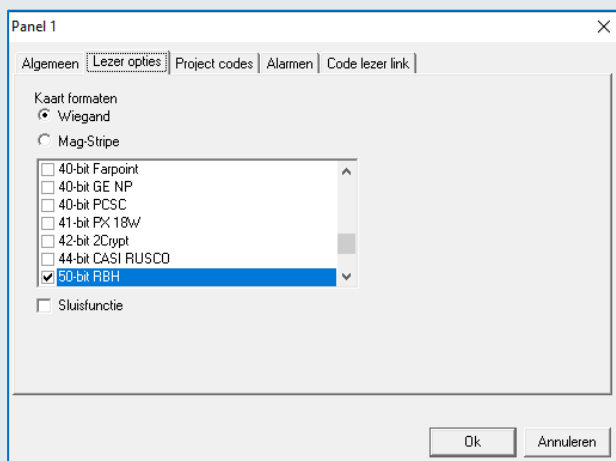 Panel 1
Algemeen Lezer opties Project codes Alarmen Code lezer link
Kaart formaten
Wiegand
Mag-Stripe
40-bit Farpoint
40-bit GE NP
40-bit PCSC
41-bit PX 18W
42-bit 2Crypt
44-bit CASI RUSCO
50-bit RBH
Sluisfunctie
Ok Annuleren